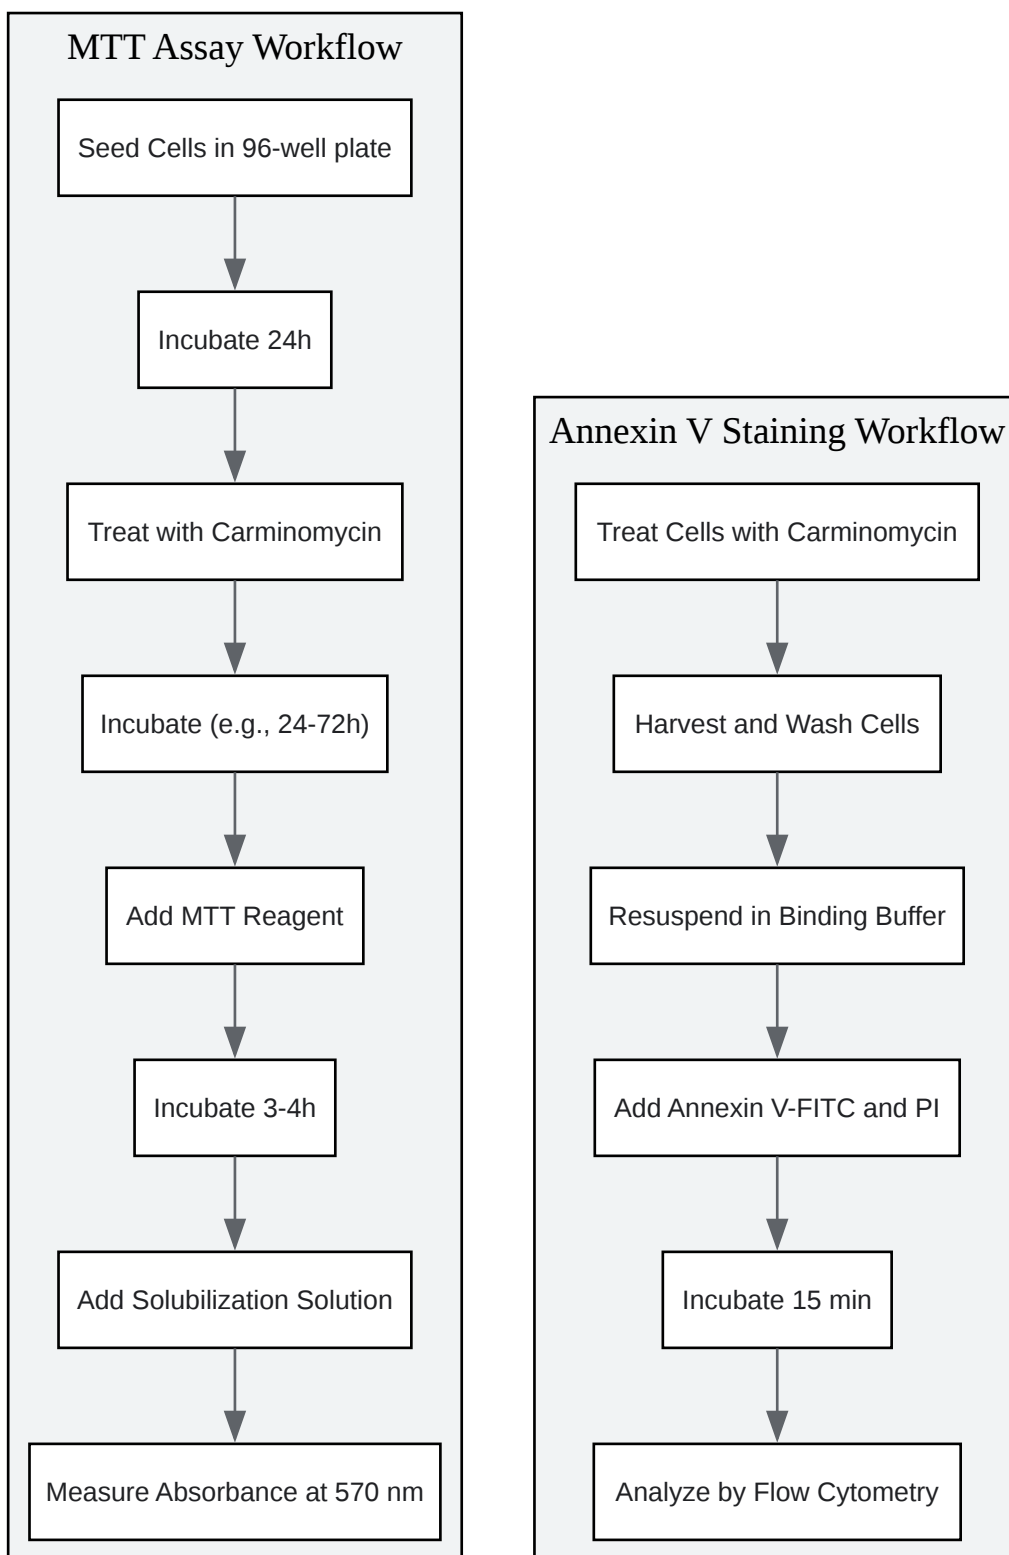 MTT Assay Workflow
Seed Cells in 96-well plate
Incubate 24h
Treat with Carminomycin
Incubate (e.g., 24-72h)
Add MTT Reagent
Incubate 3-4h
Add Solubilization Solution
Measure Absorbance at 570 nm
Annexin V Staining Workflow
Treat Cells with Carminomycin
Harvest and Wash Cells
Resuspend in Binding Buffer
Add Annexin V-FITC and PI
Incubate 15 min
Analyze by Flow Cytometry